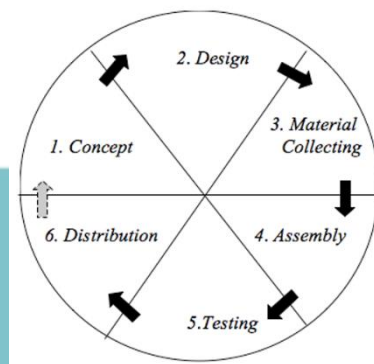 1. Concept
2. Design
3. Material
Collecting
4. Assembly
5.Testing
6. Distribution